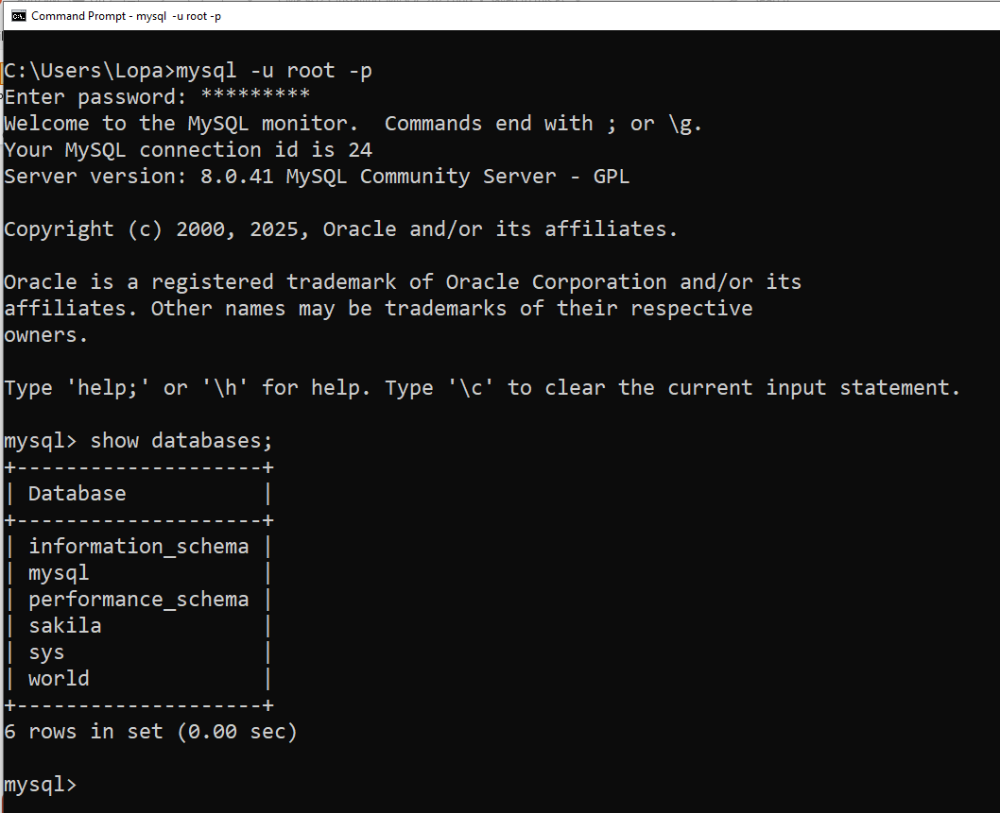 Command Prompt - mysql -u root -p
C:\Users\Lopa>mysql -u root -p
Enter password: *********
Welcome to the MySQL monitor.  Commands end with ; or \g.
Your MySQL connection id is 24
Server version: 8.0.41 MySQL Community Server - GPL
Copyright (c) 2000, 2025, Oracle and/or its affiliates.
Oracle is a registered trademark of Oracle Corporation and/or its
affiliates. Other names may be trademarks of their respective
owners.
Type 'help;' or '\h' for help. Type '\c' to clear the current input statement.
mysql> show databases;
+--------------------+
| Database           |
+--------------------+
| information_schema |
| mysql              |
| performance_schema |
| sakila             |
| sys                |
| world              |
+--------------------+
6 rows in set (0.00 sec)
mysql>